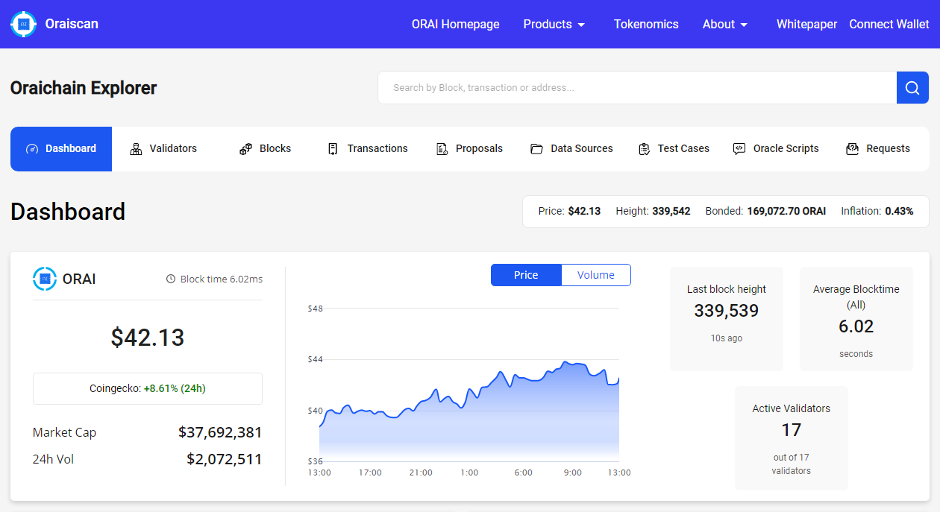 Oraiscan
ORAI Homepage Products Tokenomics About Whitepaper Connect Wallet
Oraichain Explorer
Search by Block, transaction or address...
Dashboard Validators Blocks Transactions Proposals Data Sources Test Cases Oracle Scripts Requests
Dashboard
Price: $42.13 Height: 339,542 Bonded: 169,072.70 ORAI Inflation: 0.43%
ORAI Block time 6.02ms
$42.13
Coingecko: +8.61% (24h)
Market Cap $37,692,381
24h Vol $2,072,511
Price Volume
$48
$44
$40
$36
13:00 17:00 21:00 1:00 6:00 9:00 13:00
Last block height
339,539
10s ago
Average Blocktime
(All)
6.02
seconds
Active Validators
17
out of 17
validators